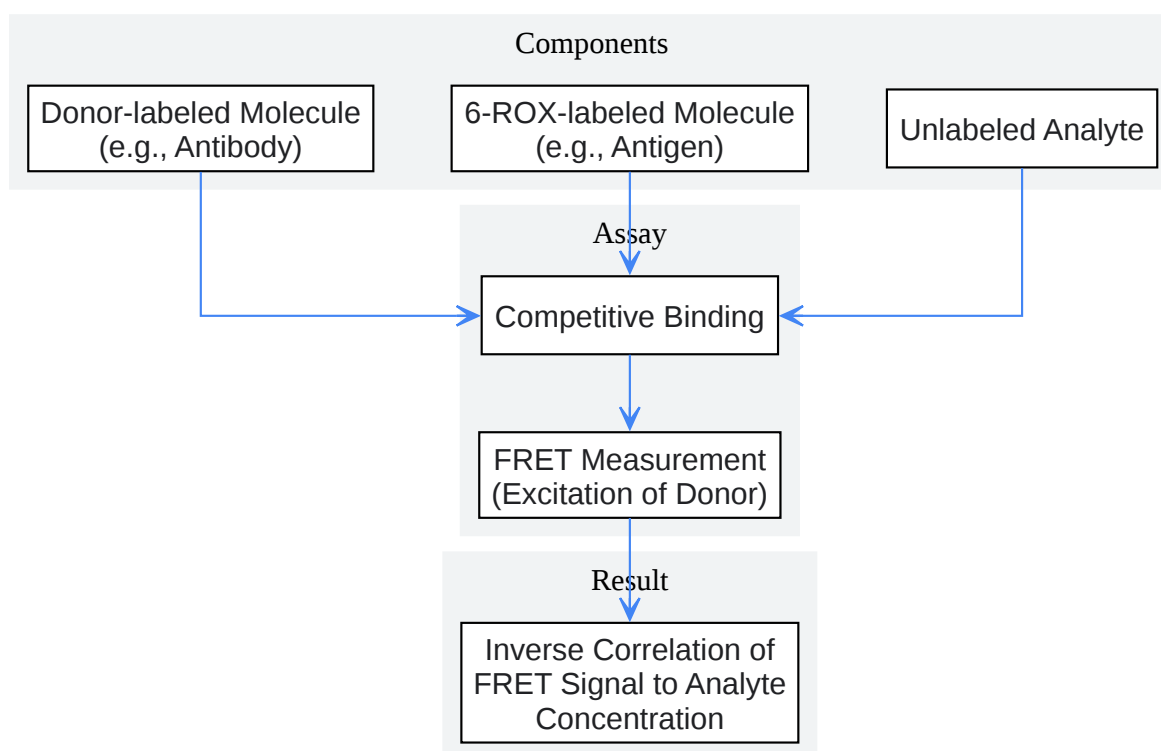 Components
Donor-labeled Molecule
(e.g., Antibody)
6-ROX-labeled Molecule
(e.g., Antigen)
Unlabeled Analyte
Assay
Competitive Binding
FRET Measurement
(Excitation of Donor)
Result
Inverse Correlation of
FRET Signal to Analyte
Concentration